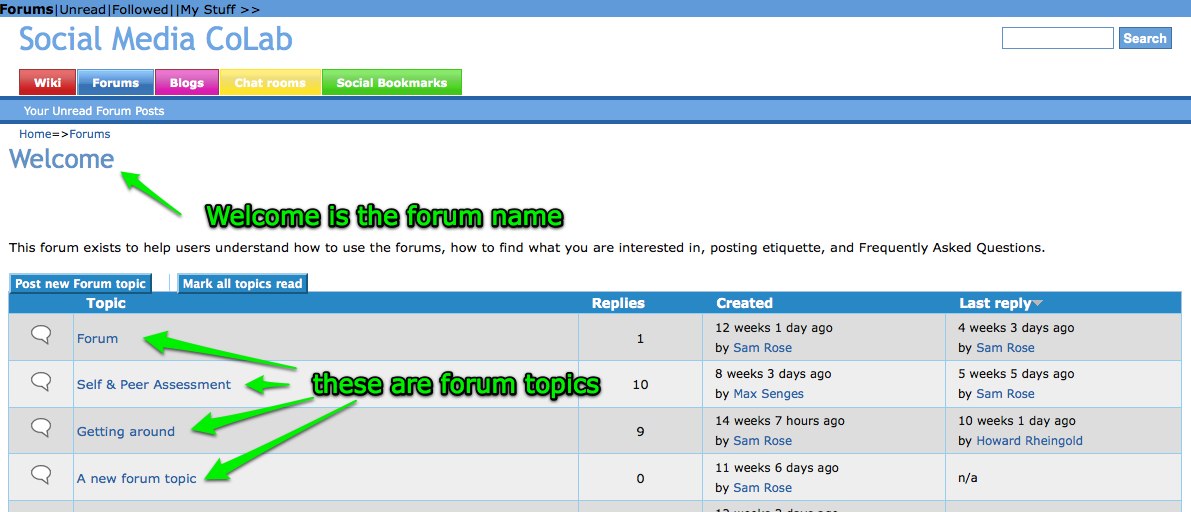 Forums|Unread|Followed||My Stuff >>
Social Media CoLab
Search
Wiki Forums Blogs Chat rooms Social Bookmarks
Your Unread Forum Posts
Home=>Forums
Welcome
Welcome is the forum name
This forum exists to help users understand how to use the forums, how to find what you are interested in, posting etiquette, and Frequently Asked Questions.
Post new Forum topic Mark all topics read
Topic Replies Created Last reply
Forum 1 12 weeks 1 day ago 4 weeks 3 days ago
by Sam Rose by Sam Rose
these are forum topics
Self & Peer Assessment 10 8 weeks 3 days ago 5 weeks 5 days ago
by Max Senges by Sam Rose
Getting around 9 14 weeks 7 hours ago 10 weeks 1 day ago
by Sam Rose by Howard Rheingold
A new forum topic 0 11 weeks 6 days ago n/a
by Sam Rose